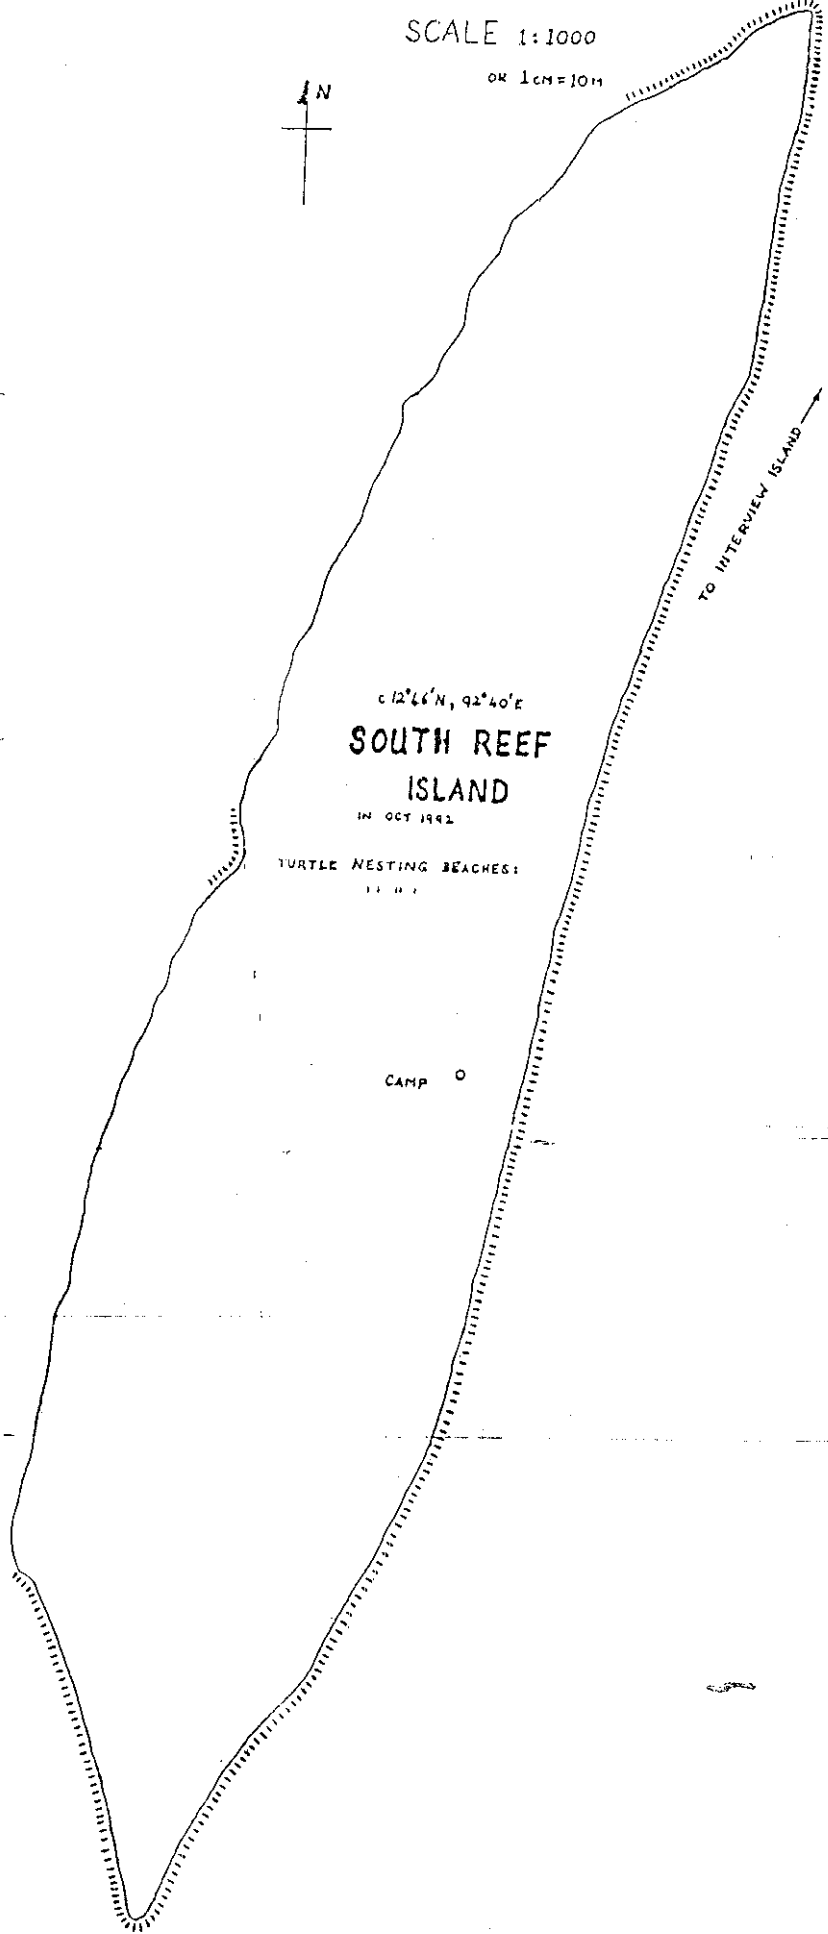 SCALE 1:1000
OR 1CM=10M
N
TO INTERVIEW ISLAND
c 12°46'N, 92°40'E
SOUTH REEF
ISLAND
IN OCT 1992
TURTLE NESTING BEACHES:
CAMP